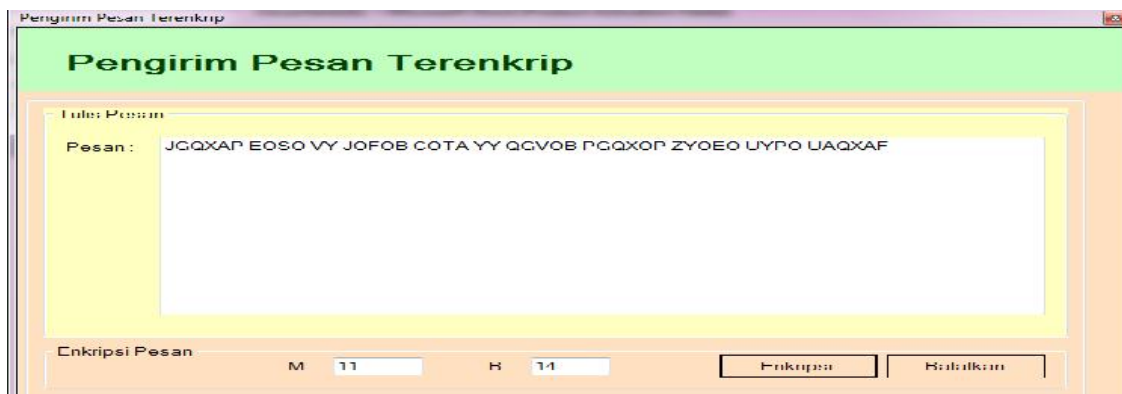 Pengirim Pesan Terenkrip
Pengirim Pesan Terenkrip
Tulis Pesan
Pesan : JGQXAP EOSO VY JOFOB COTA YY QGVOB PGQXOP ZYOEO UYPO UAQXAF
Enkripsi Pesan
M 11 B 14 Enkripsi Batalkan